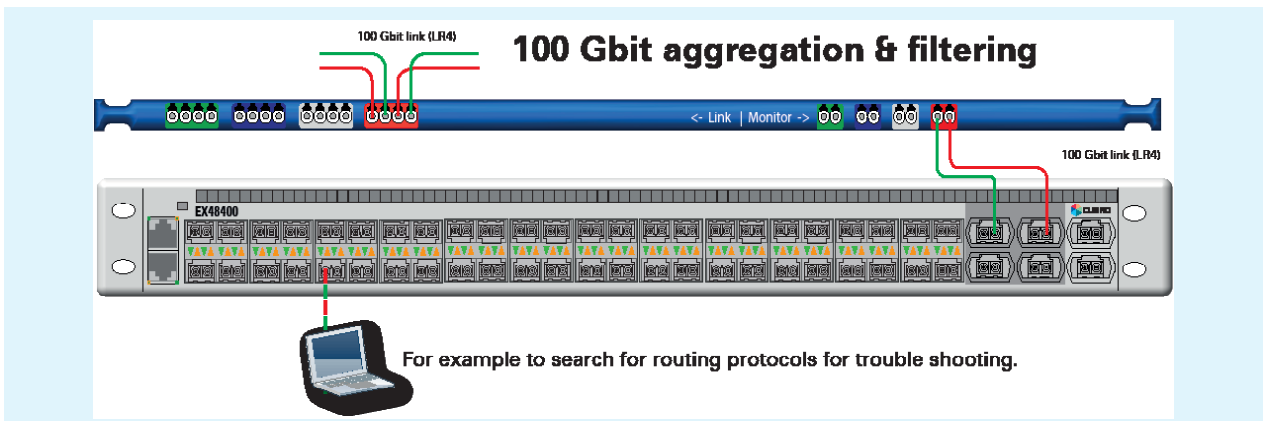 100 Gbit link (LR4)
100 Gbit aggregation & filtering
<- Link | Monitor ->
100 Gbit link (LR4)
EX48400
CUBRO
For example to search for routing protocols for trouble shooting.